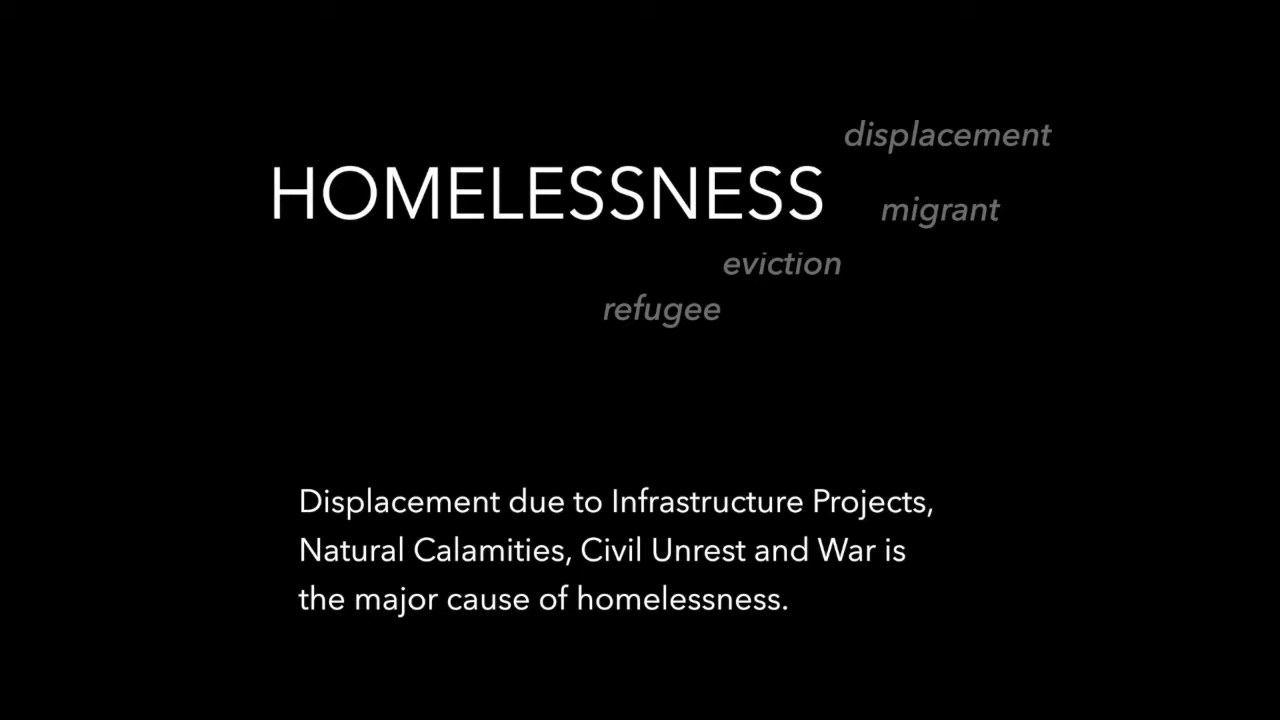 displacement
HOMELESSNESS
migrant
eviction
refugee
Displacement due to Infrastructure Projects,
Natural Calamities, Civil Unrest and War is
the major cause of homelessness.